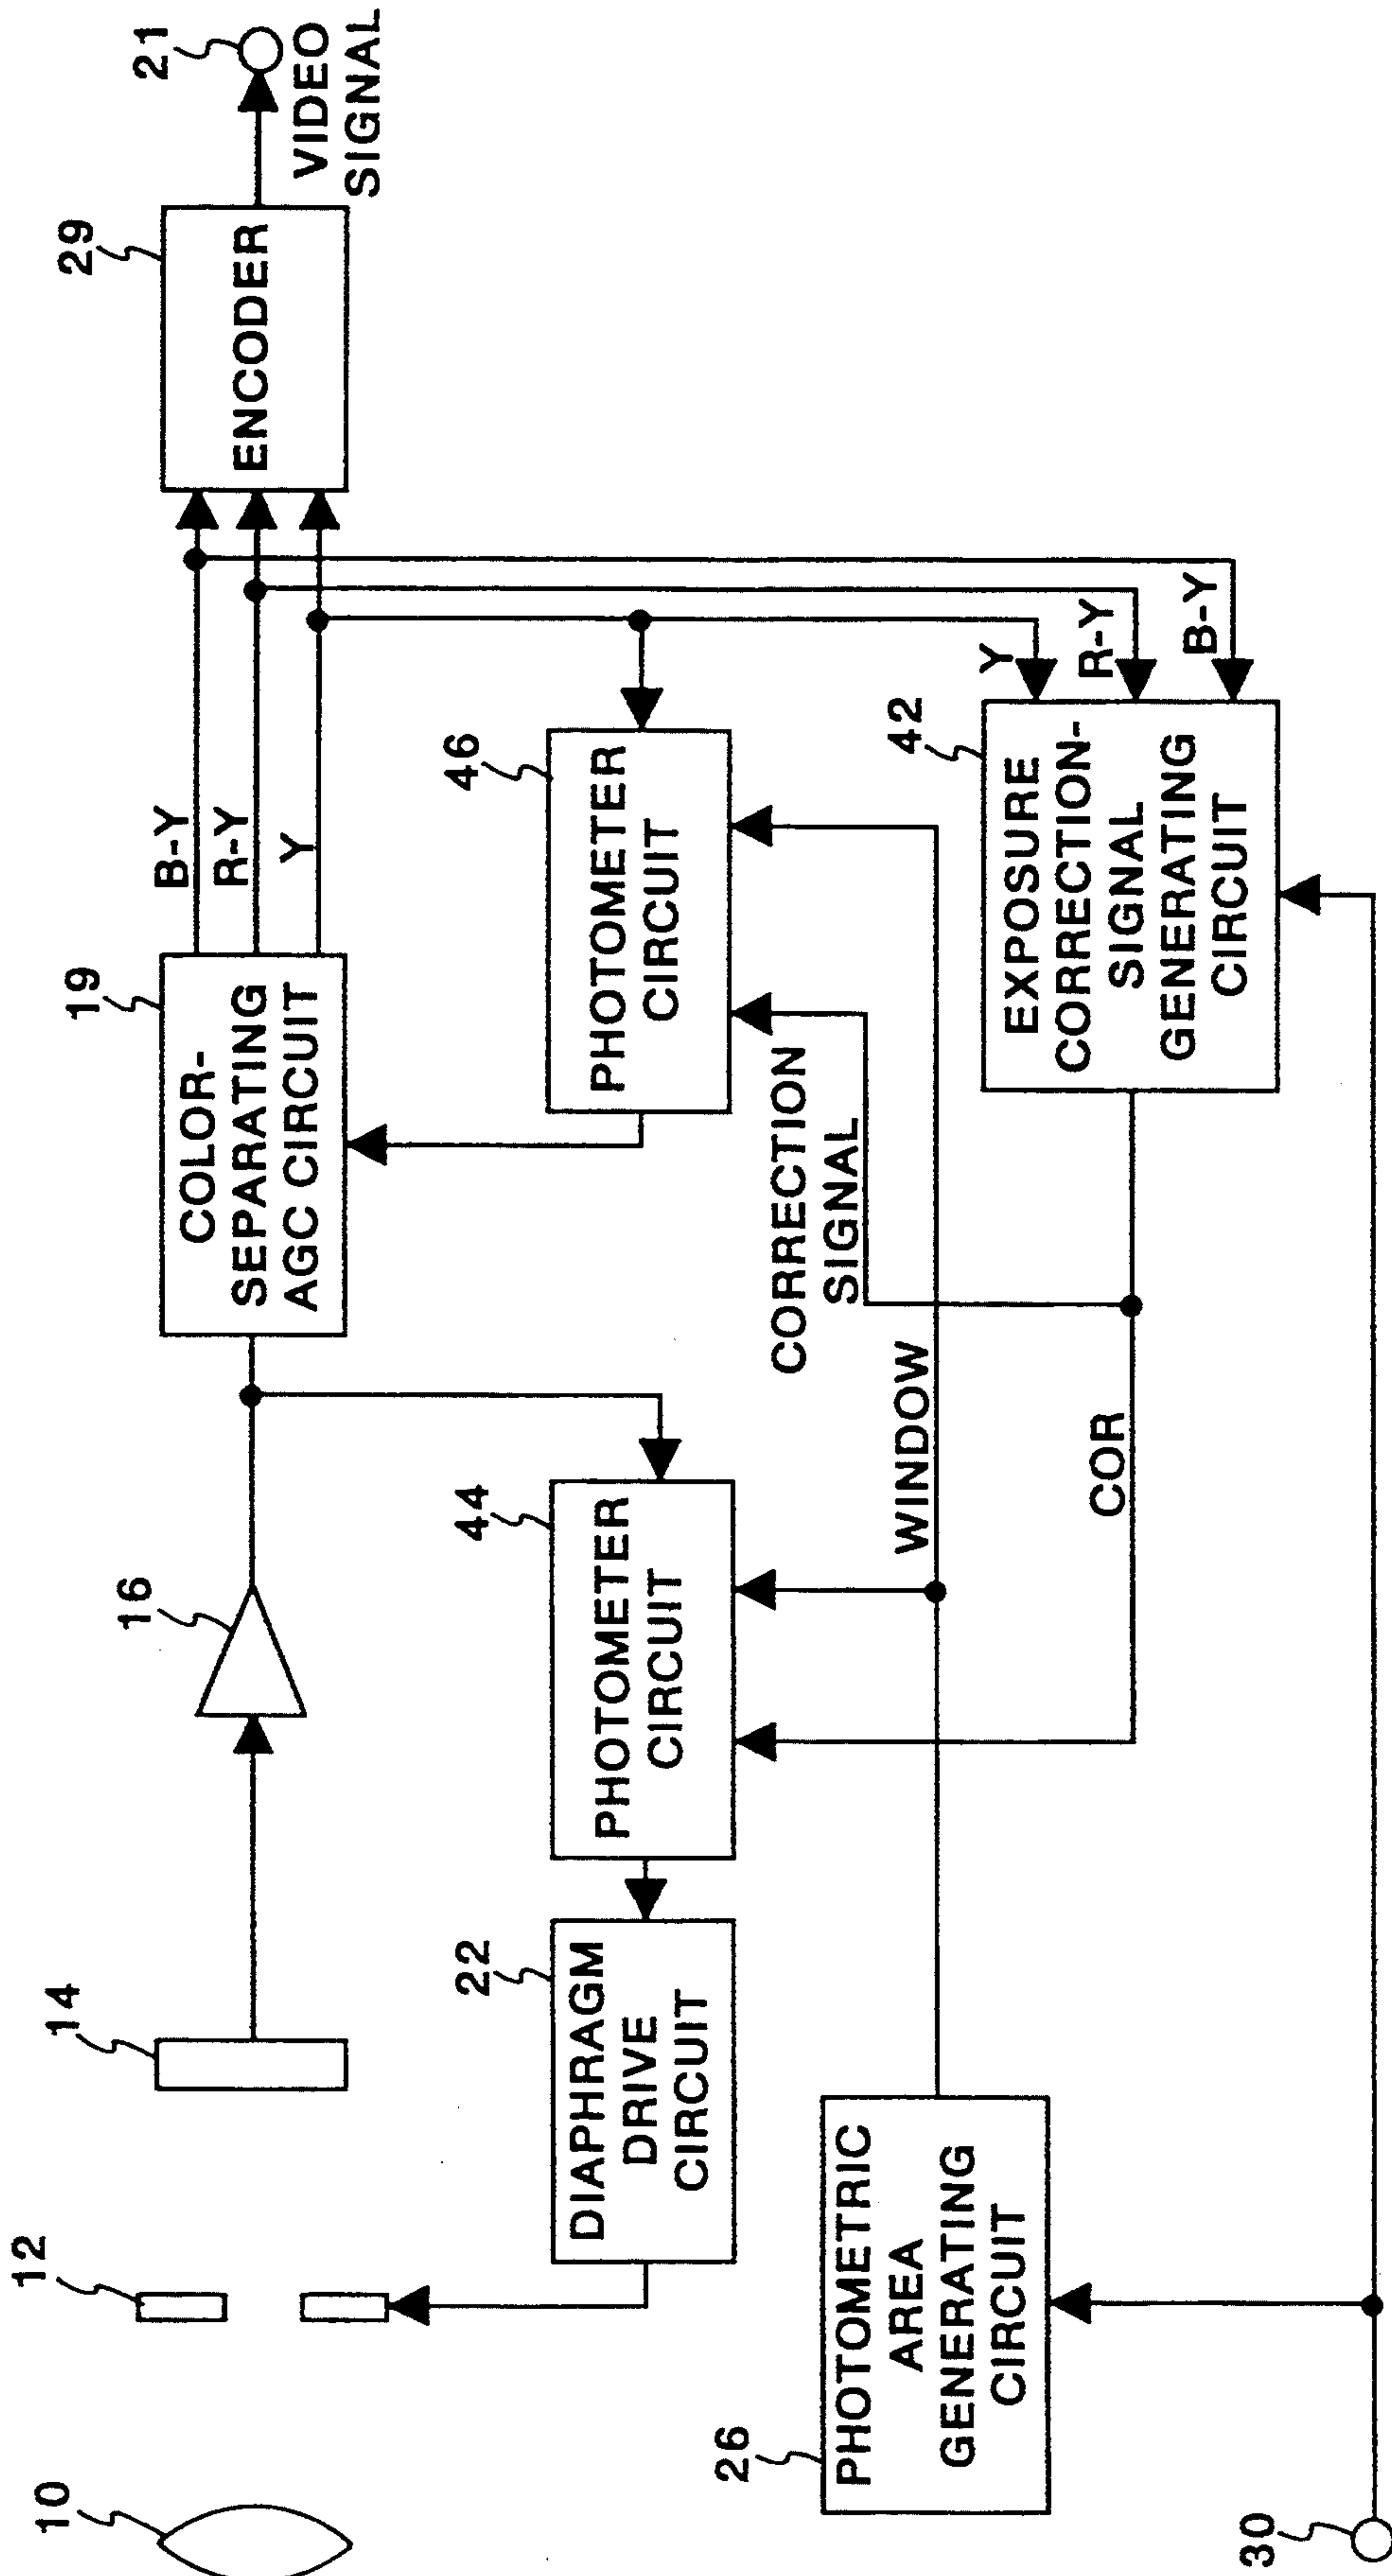 10
12
14
16
19
COLOR-
SEPARATING
AGC CIRCUIT
B-Y
R-Y
Y
29
ENCODER
21
VIDEO
SIGNAL
22
DIAPHRAGM
DRIVE
CIRCUIT
44
PHOTOMETER
CIRCUIT
46
PHOTOMETER
CIRCUIT
26
PHOTOMETRIC
AREA
GENERATING
CIRCUIT
WINDOW
CORRECTION
SIGNAL
COR
42
EXPOSURE
CORRECTION-
SIGNAL
GENERATING
CIRCUIT
Y
R-Y
B-Y
30